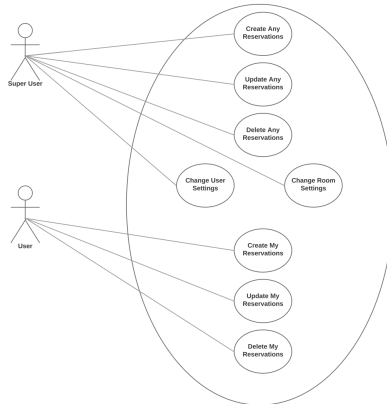 Create Any
Reservations
Super User
Update Any
Reservations
Delete Any
Reservations
Change User
Settings
Change Room
Settings
User
Create My
Reservations
Update My
Reservations
Delete My
Reservations